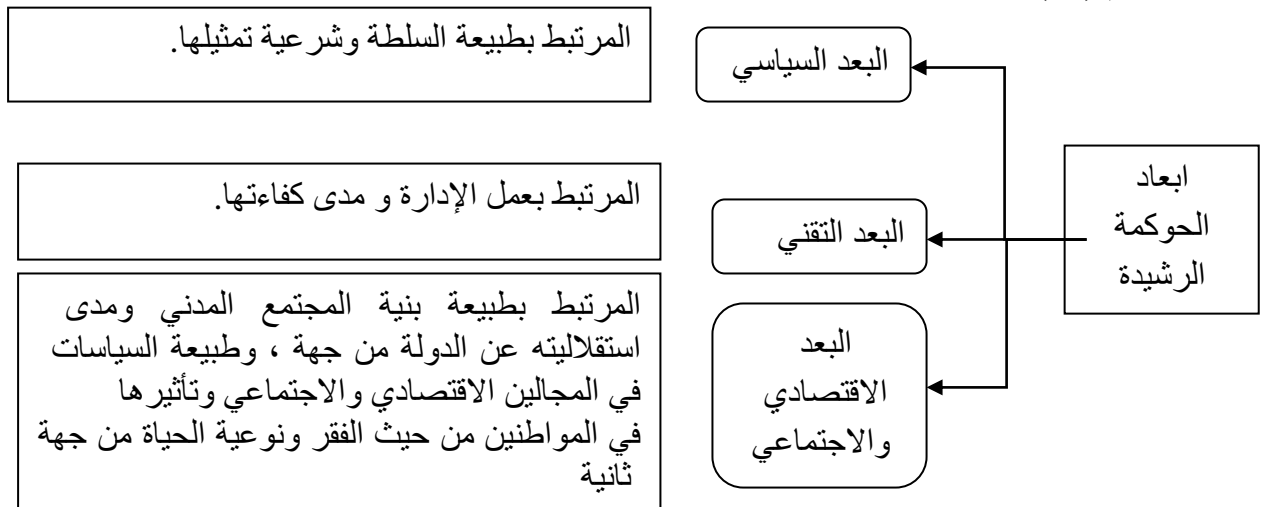 ابعاد
الحوكمة
الرشيدة
البعد السياسي
المرتبط بطبيعة السلطة وشرعية تمثيلها.
البعد التقني
المرتبط بعمل الإدارة و مدى كفاءتها.
البعد
الاقتصادي
والاجتماعي
المرتبط بطبيعة بنية المجتمع المدني ومدى
استقلاليته عن الدولة من جهة ، وطبيعة السياسات
في المجالين الاقتصادي والاجتماعي وتأثيرها
في المواطنين من حيث الفقر ونوعية الحياة من جهة
ثانية